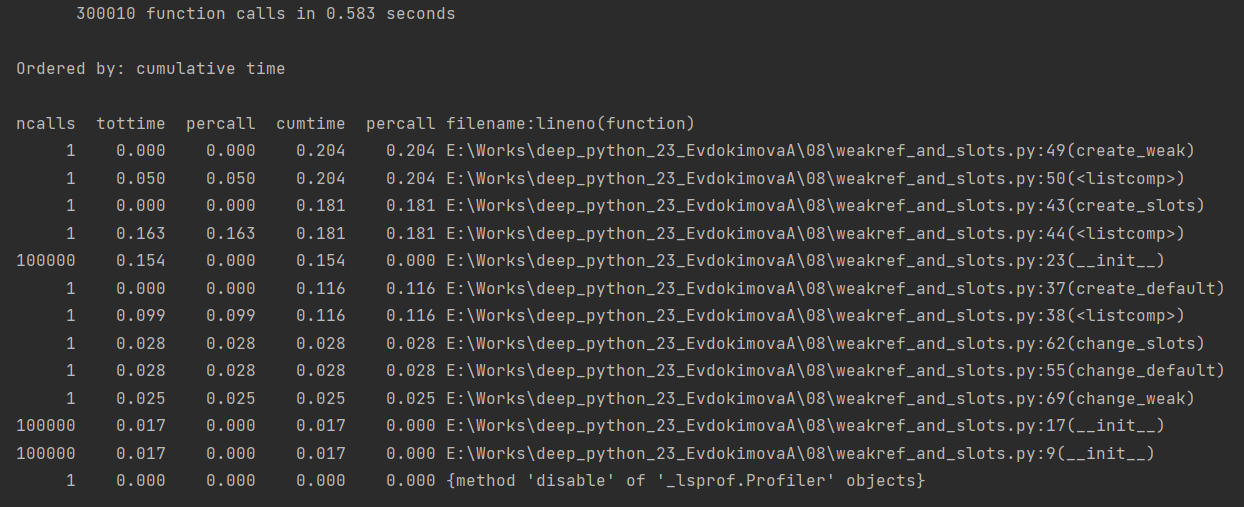 300010 function calls in 0.583 seconds
Ordered by: cumulative time
ncalls  tottime  percall  cumtime  percall filename:lineno(function)
     1    0.000    0.000    0.204    0.204 E:\Works\deep_python_23_EvdokimovaA\08\weakref_and_slots.py:49(create_weak)
     1    0.050    0.050    0.204    0.204 E:\Works\deep_python_23_EvdokimovaA\08\weakref_and_slots.py:50(<listcomp>)
     1    0.000    0.000    0.181    0.181 E:\Works\deep_python_23_EvdokimovaA\08\weakref_and_slots.py:43(create_slots)
     1    0.163    0.163    0.181    0.181 E:\Works\deep_python_23_EvdokimovaA\08\weakref_and_slots.py:44(<listcomp>)
100000    0.154    0.000    0.154    0.000 E:\Works\deep_python_23_EvdokimovaA\08\weakref_and_slots.py:23(__init__)
     1    0.000    0.000    0.116    0.116 E:\Works\deep_python_23_EvdokimovaA\08\weakref_and_slots.py:37(create_default)
     1    0.099    0.099    0.116    0.116 E:\Works\deep_python_23_EvdokimovaA\08\weakref_and_slots.py:38(<listcomp>)
     1    0.028    0.028    0.028    0.028 E:\Works\deep_python_23_EvdokimovaA\08\weakref_and_slots.py:62(change_slots)
     1    0.028    0.028    0.028    0.028 E:\Works\deep_python_23_EvdokimovaA\08\weakref_and_slots.py:55(change_default)
     1    0.025    0.025    0.025    0.025 E:\Works\deep_python_23_EvdokimovaA\08\weakref_and_slots.py:69(change_weak)
100000    0.017    0.000    0.017    0.000 E:\Works\deep_python_23_EvdokimovaA\08\weakref_and_slots.py:17(__init__)
100000    0.017    0.000    0.017    0.000 E:\Works\deep_python_23_EvdokimovaA\08\weakref_and_slots.py:9(__init__)
     1    0.000    0.000    0.000    0.000 {method 'disable' of '_lsprof.Profiler' objects}